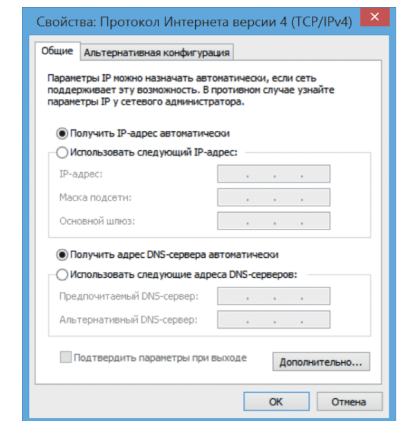 Свойства: Протокол Интернета версии 4 (TCP/IPv4)
Общие
Альтернативная конфигурация
Параметры IP можно назначать автоматически, если сеть
поддерживает эту возможность. В противном случае узнайте
параметры IP у сетевого администратора.
Получить IP-адрес автоматически
Использовать следующий IP-адрес:
IP-адрес:
Маска подсети:
Основной шлюз:
Получить адрес DNS-сервера автоматически
Использовать следующие адреса DNS-серверов:
Предпочитаемый DNS-сервер:
Альтернативный DNS-сервер:
Подтвердить параметры при выходе
Дополнительно...
ОК
Отмена